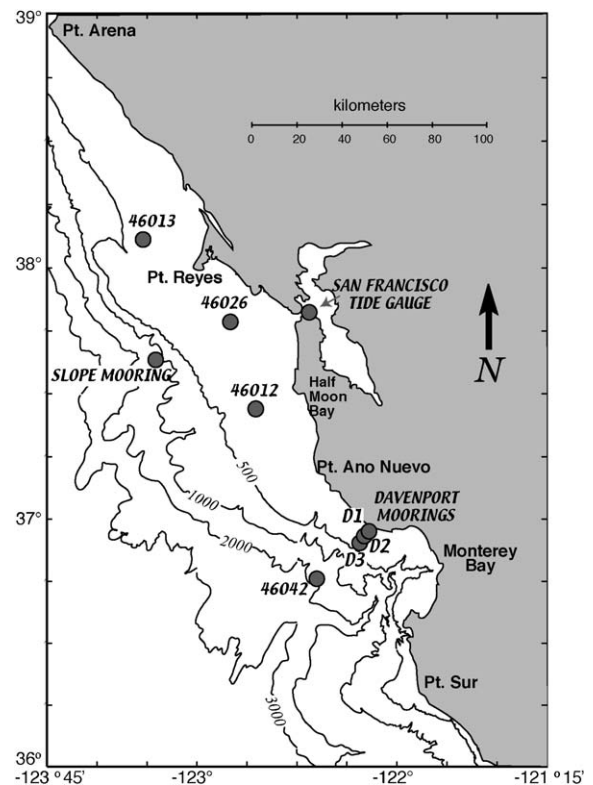 39°
Pt. Arena
kilometers
0 20 40 60 80 100
46013
38°
Pt. Reyes
SAN FRANCISCO
TIDE GAUGE
46026
N
SLOPE MOORING
46012
Half
Moon
Bay
500
Pt. Ano Nuevo
1000
DAVENPORT
MOORINGS
37°
D1
2000
D2
D3
Monterey
Bay
46042
Pt. Sur
3000
36°
-123 °45' -123° -122° -121° 15'